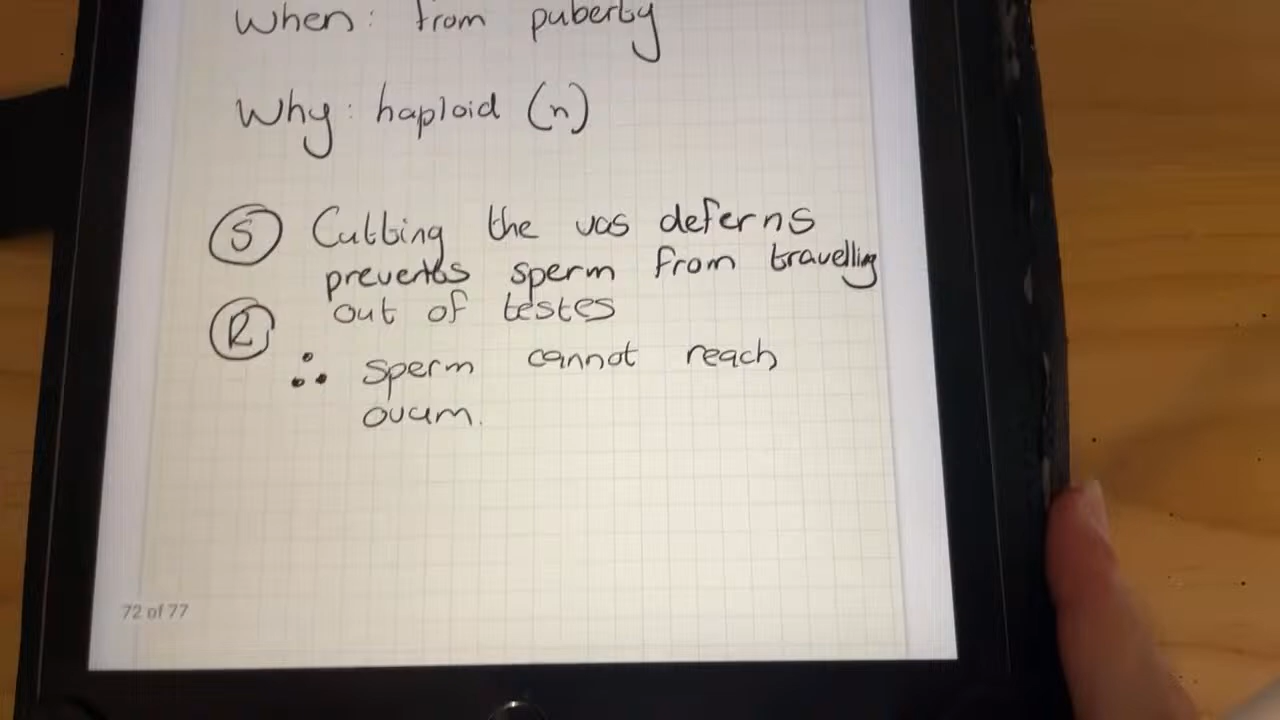 When: from puberty
Why: haploid (n)
S Cutting the vas deferns
prevents sperm from travelling
R out of testes
∴ sperm cannot reach
ovum.
72 of 77